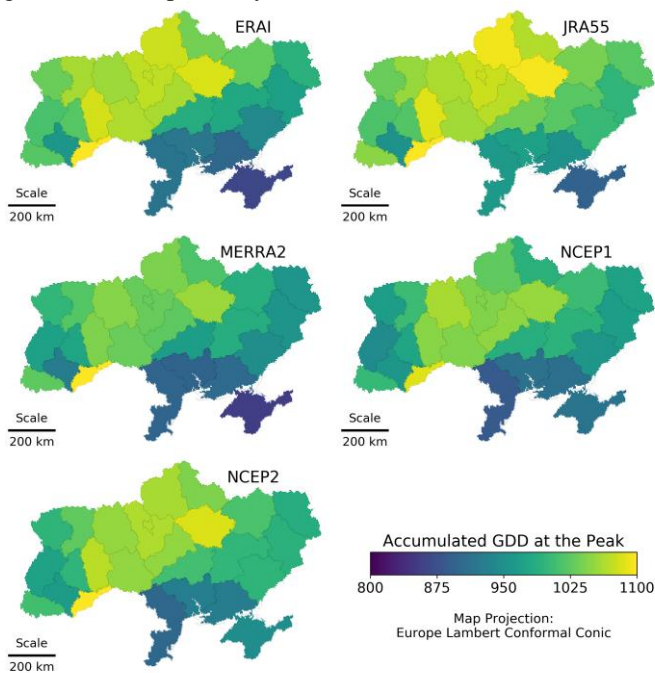 ERAI
JRA55
Scale
200 km
Scale
200 km
MERRA2
NCEP1
Scale
200 km
Scale
200 km
NCEP2
Accumulated GDD at the Peak
800 875 950 1025 1100
Scale
200 km
Map Projection:
Europe Lambert Conformal Conic